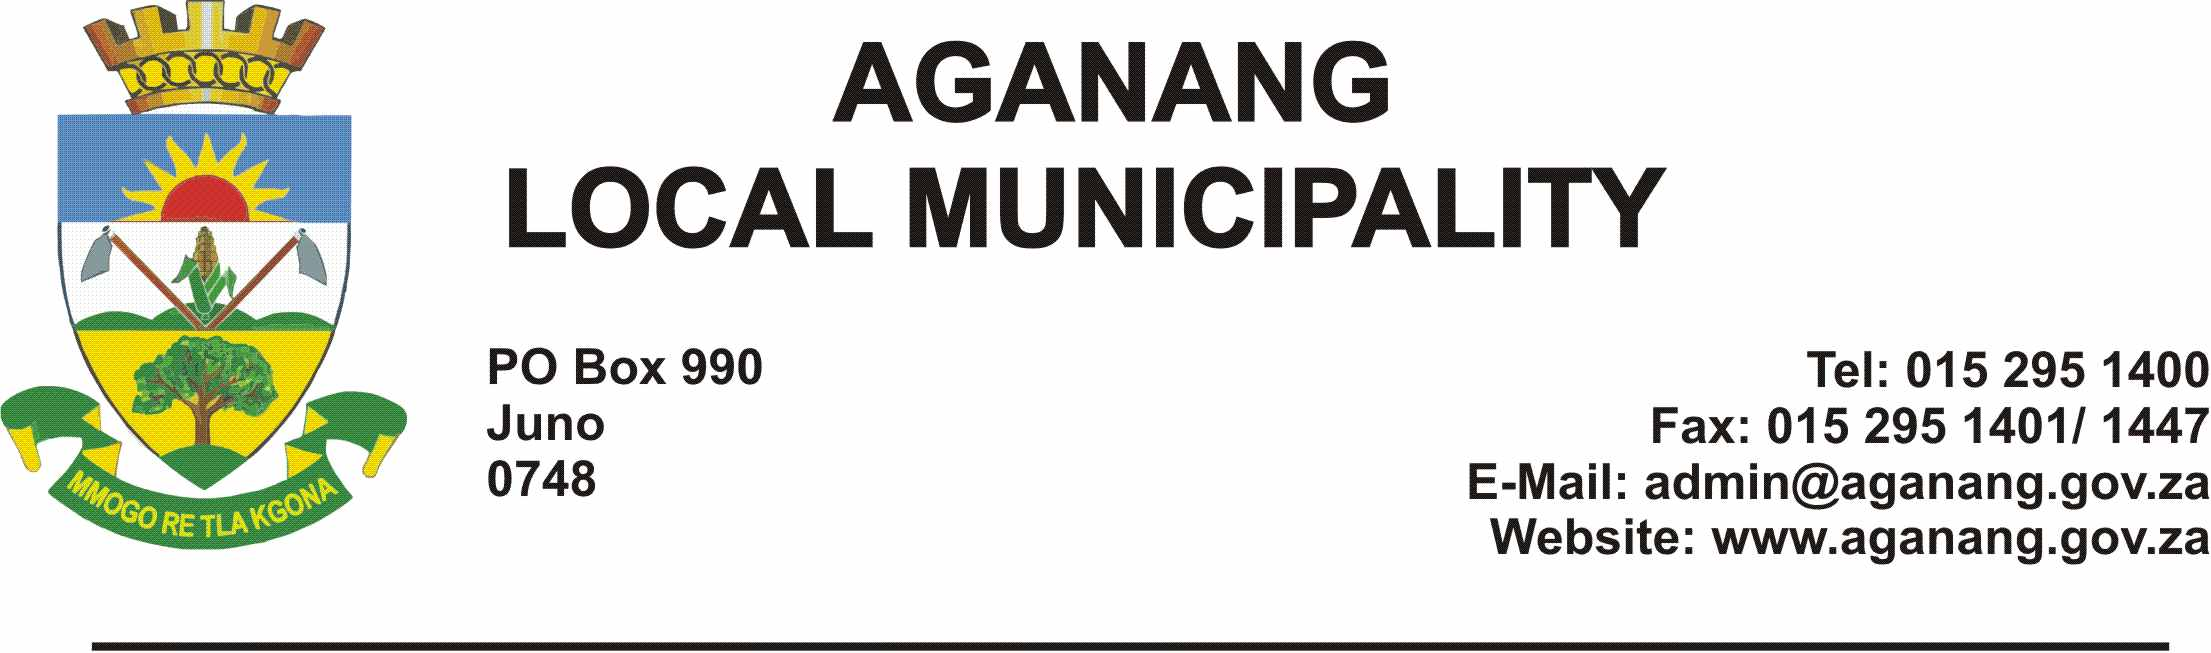 AGANANG
LOCAL MUNICIPALITY
PO Box 990
Juno
0748
Tel: 015 295 1400
Fax: 015 295 1401/ 1447
E-Mail: admin@aganang.gov.za
Website: www.aganang.gov.za
MMOGO RE TLA KGONA